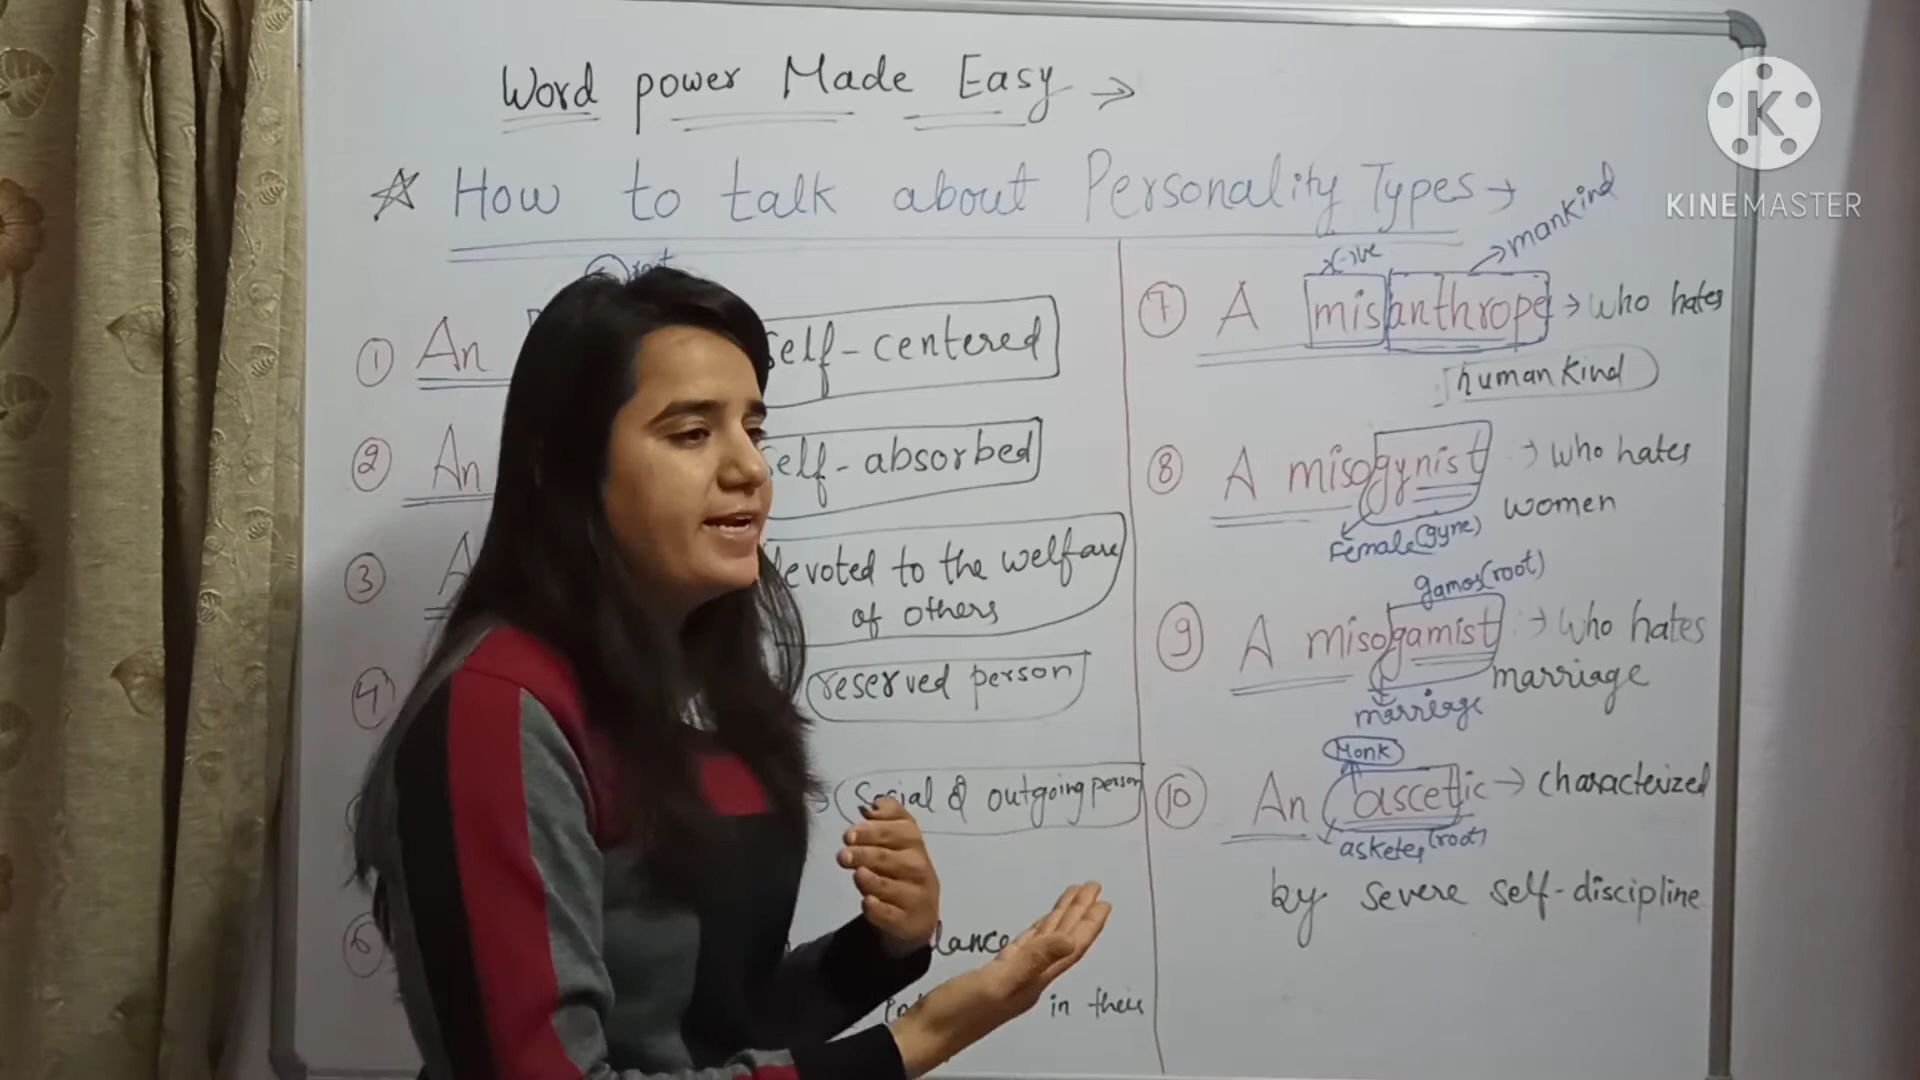 Word power Made Easy →
☆ How to talk about Personality Types →
root
① An self-centered
② An self-absorbed
③ A devoted to the welfare
of others
④ reserved person
→ Social & outgoing person
⑥ in their
⑦ A misanthrope → who hates
(-)ve
→ mankind
human kind
⑧ A misogynist → who hates
women
Female (gyne)
gamos (root)
⑨ A misogamist → who hates
marriage
marriage
Monk
⑩ An ascetic → characterized
asketes (root)
by severe self-discipline
K
KINEMASTER